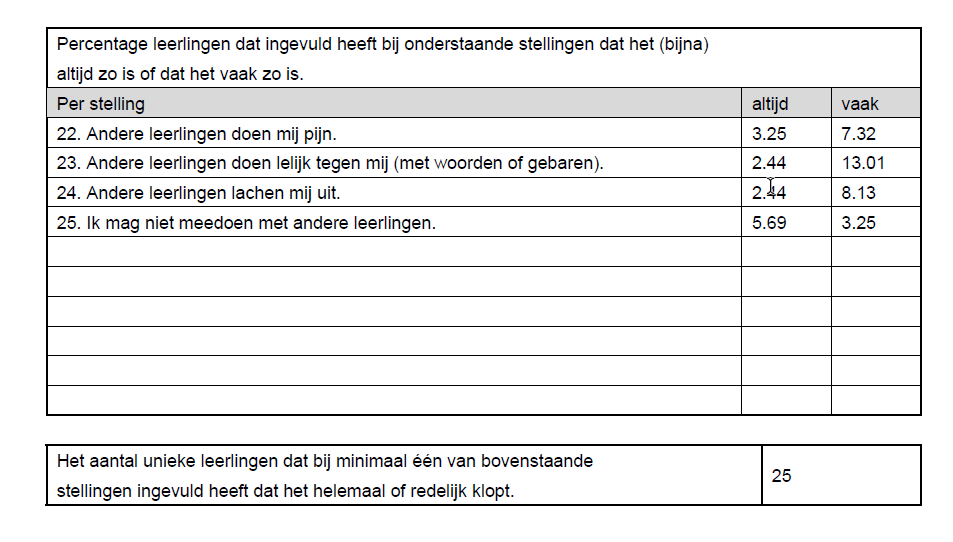 Percentage leerlingen dat ingevuld heeft bij onderstaande stellingen dat het (bijna)
altijd zo is of dat het vaak zo is.
Per stelling altijd vaak
22. Andere leerlingen doen mij pijn. 3.25 7.32
23. Andere leerlingen doen lelijk tegen mij (met woorden of gebaren). 2.44 13.01
24. Andere leerlingen lachen mij uit. 2.44 8.13
25. Ik mag niet meedoen met andere leerlingen. 5.69 3.25
Het aantal unieke leerlingen dat bij minimaal één van bovenstaande
stellingen ingevuld heeft dat het helemaal of redelijk klopt. 25